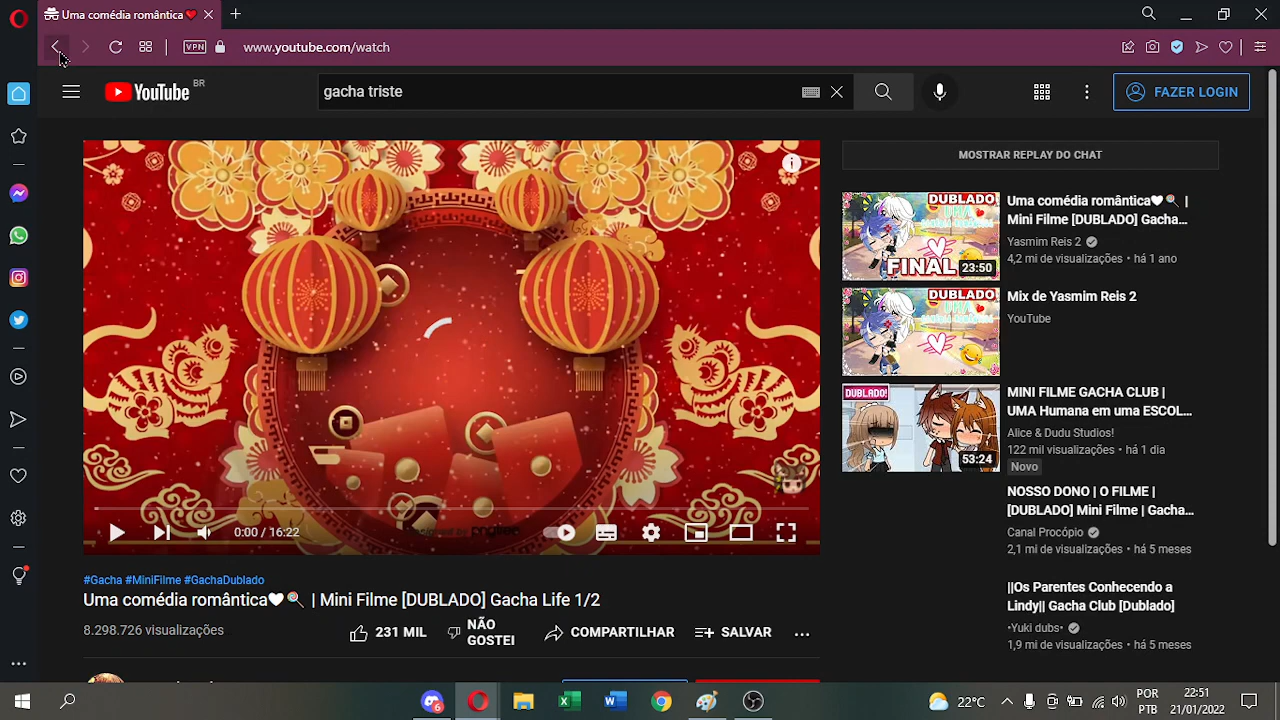 Uma comédia romântica❤️
VPN
www.youtube.com/watch
YouTube BR
gacha triste
FAZER LOGIN
MOSTRAR REPLAY DO CHAT
DUBLADO
FINAL
23:50
Uma comédia romântica🤍🍭 |
Mini Filme [DUBLADO] Gacha...
Yasmim Reis 2
4,2 mi de visualizações • há 1 ano
DUBLADO
Mix de Yasmim Reis 2
YouTube
DUBLADO!
53:24
MINI FILME GACHA CLUB |
UMA Humana em uma ESCOL...
Alice & Dudu Studios!
122 mil visualizações • há 1 dia
Novo
NOSSO DONO | O FILME |
[DUBLADO] Mini Filme | Gacha...
Canal Procópio
2,1 mi de visualizações • há 5 meses
||Os Parentes Conhecendo a
Lindy|| Gacha Club [Dublado]
•Yuki dubs•
1,9 mi de visualizações • há 5 meses
0:00 / 16:22
pngtree
#Gacha #MiniFilme #GachaDublado
Uma comédia romântica🤍🍭 | Mini Filme [DUBLADO] Gacha Life 1/2
8.298.726 visualizações
231 MIL
NÃO
GOSTEI
COMPARTILHAR
SALVAR
6
22°C
POR
22:51
21/01/2022